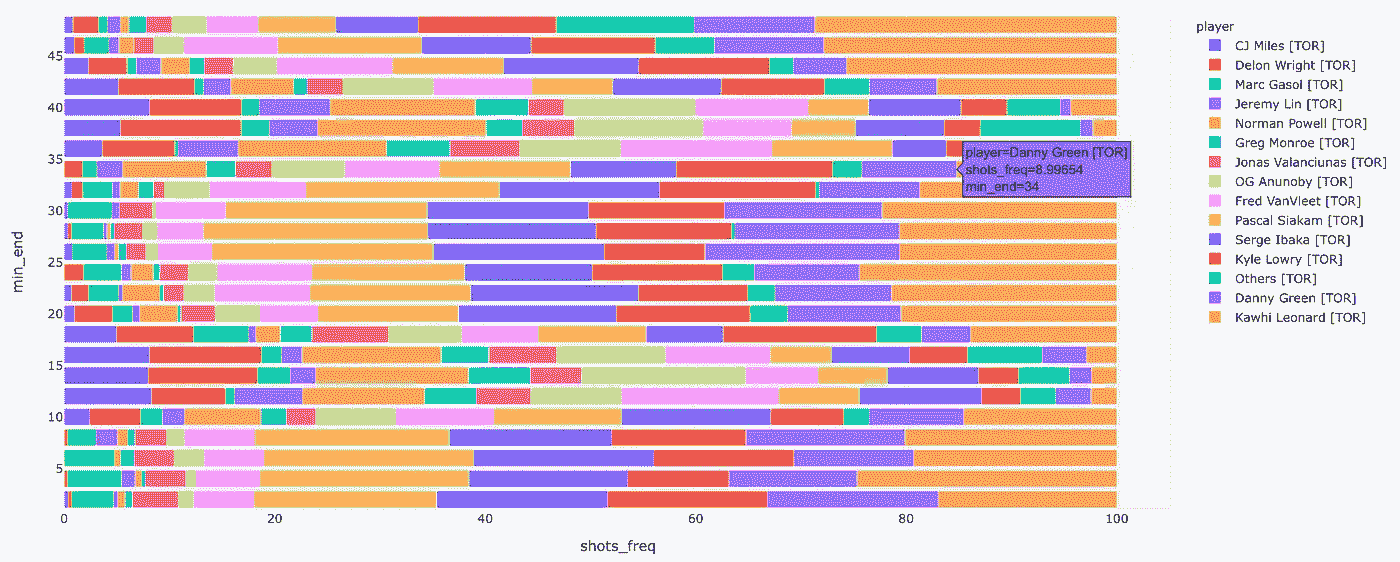 player
CJ Miles [TOR]
Delon Wright [TOR]
Marc Gasol [TOR]
Jeremy Lin [TOR]
Norman Powell [TOR]
Greg Monroe [TOR]
Jonas Valanciunas [TOR]
OG Anunoby [TOR]
Fred VanVleet [TOR]
Pascal Siakam [TOR]
Serge Ibaka [TOR]
Kyle Lowry [TOR]
Others [TOR]
Danny Green [TOR]
Kawhi Leonard [TOR]
player=Danny Green [TOR]
shots_freq=8.99654
min_end=34
min_end
45
40
35
30
25
20
15
10
5
0 20 40 60 80 100
shots_freq